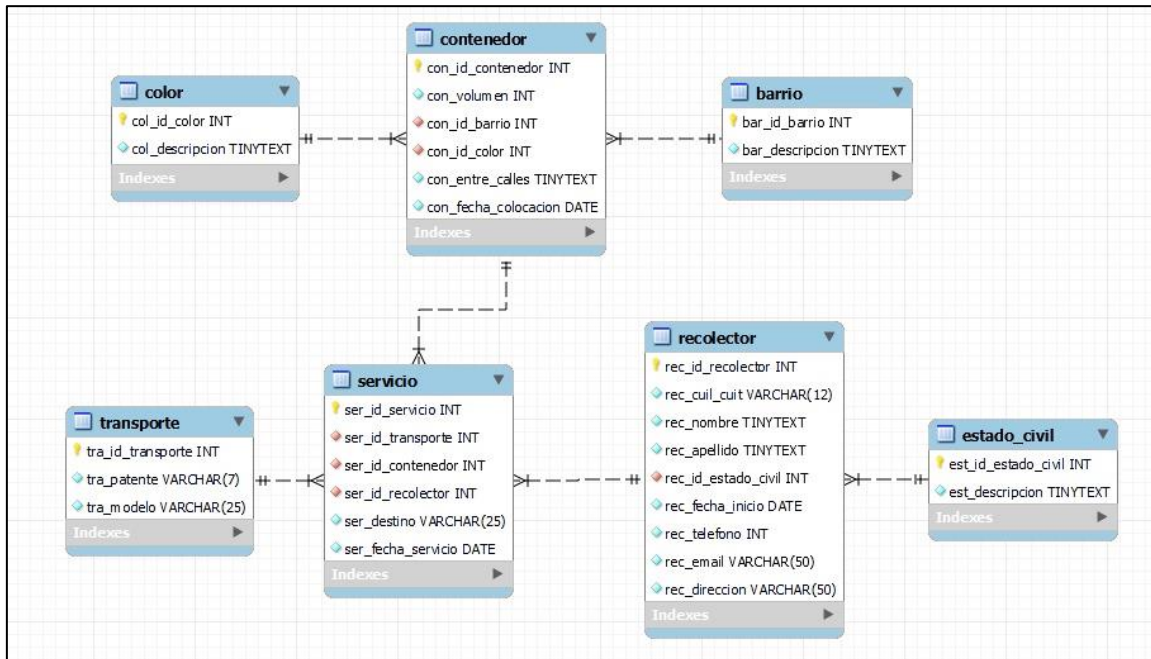 contenedor
con_id_contenedor INT
con_volumen INT
con_id_barrio INT
con_id_color INT
con_entre_calles TINYTEXT
con_fecha_colocacion DATE
Indexes
color
col_id_color INT
col_descripcion TINYTEXT
Indexes
barrio
bar_id_barrio INT
bar_descripcion TINYTEXT
Indexes
servicio
ser_id_servicio INT
ser_id_transporte INT
ser_id_contenedor INT
ser_id_recolector INT
ser_destino VARCHAR(25)
ser_fecha_servicio DATE
Indexes
transporte
tra_id_transporte INT
tra_patente VARCHAR(7)
tra_modelo VARCHAR(25)
Indexes
recolector
rec_id_recolector INT
rec_cuil_cuit VARCHAR(12)
rec_nombre TINYTEXT
rec_apellido TINYTEXT
rec_id_estado_civil INT
rec_fecha_inicio DATE
rec_telefono INT
rec_email VARCHAR(50)
rec_direccion VARCHAR(50)
Indexes
estado_civil
est_id_estado_civil INT
est_descripcion TINYTEXT
Indexes